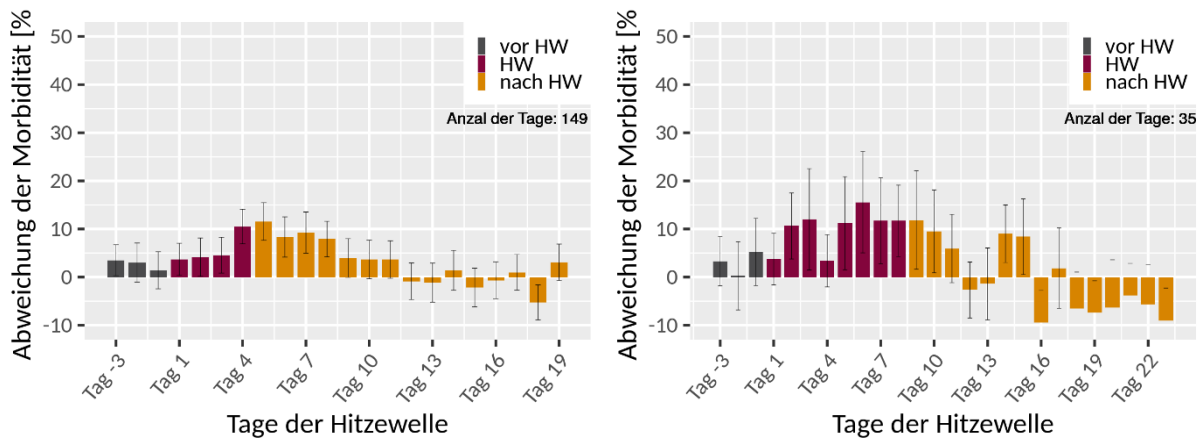 Abweichung der Morbidität [%
50
40
30
20
10
0
-10
vor HW
HW
nach HW
Anzal der Tage: 149
Tag -3
Tag 1
Tag 4
Tag 7
Tag 10
Tag 13
Tag 16
Tag 19
Tage der Hitzewelle
Abweichung der Morbidität [%
50
40
30
20
10
0
-10
vor HW
HW
nach HW
Anzal der Tage: 35
Tag -3
Tag 1
Tag 4
Tag 7
Tag 10
Tag 13
Tag 16
Tag 19
Tag 22
Tage der Hitzewelle